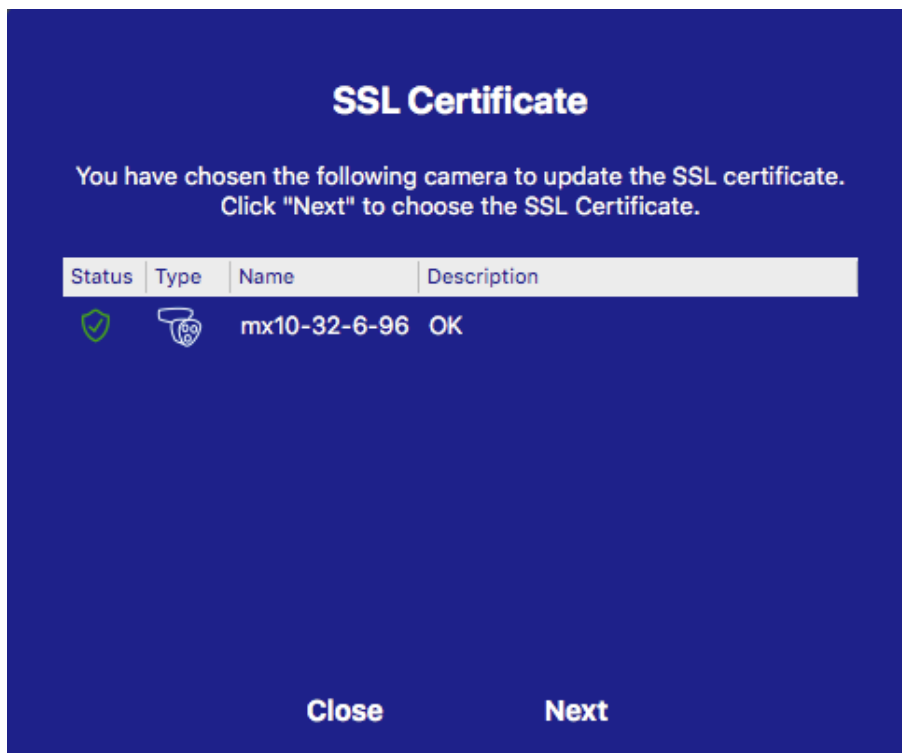 SSL Certificate
You have chosen the following camera to update the SSL certificate.
Click "Next" to choose the SSL Certificate.
Status Type Name Description
mx10-32-6-96 OK
Close Next